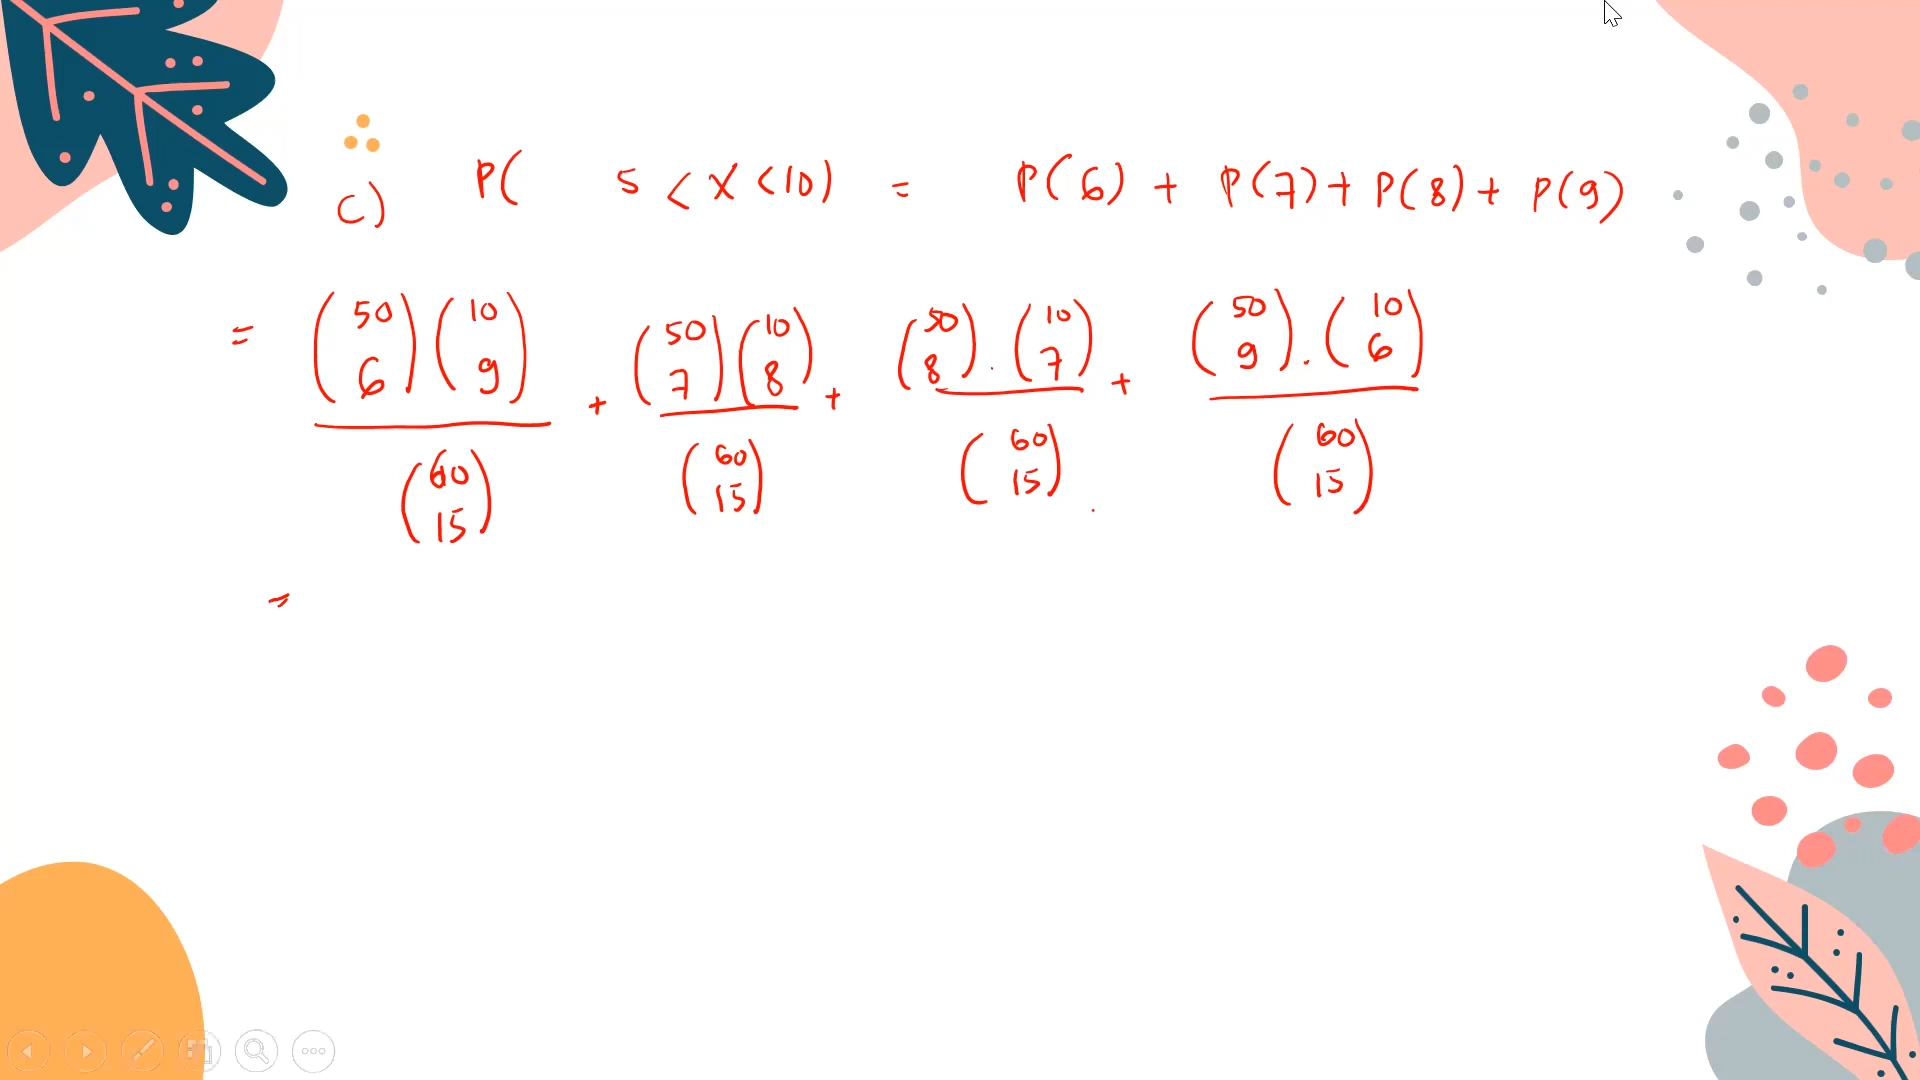 c) P( 5 < X < 10) = P(6) + P(7) + P(8) + P(9)
= (50 6)(10 9) / (60 15) + (50 7)(10 8) / (60 15) + (50 8) . (10 7) / (60 15) + (50 9) . (10 6) / (60 15)
=